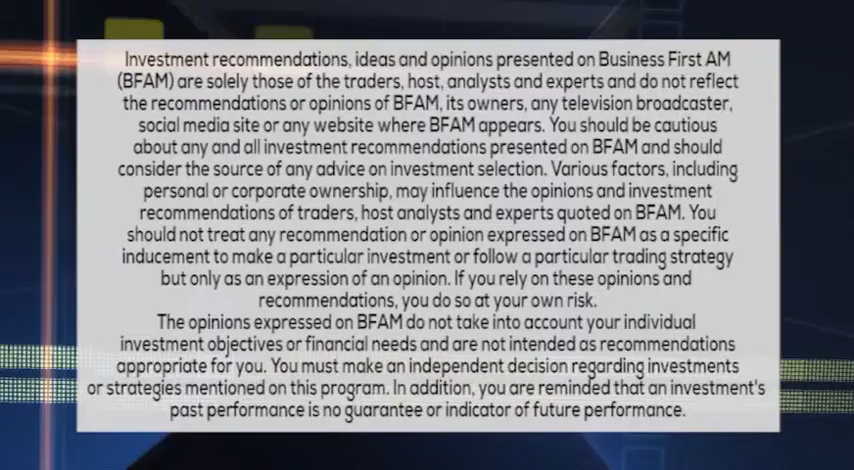 Investment recommendations, ideas and opinions presented on Business First AM
(BFAM) are solely those of the traders, host, analysts and experts and do not reflect
the recommendations or opinions of BFAM, its owners, any television broadcaster,
social media site or any website where BFAM appears. You should be cautious
about any and all investment recommendations presented on BFAM and should
consider the source of any advice on investment selection. Various factors, including
personal or corporate ownership, may influence the opinions and investment
recommendations of traders, host analysts and experts quoted on BFAM. You
should not treat any recommendation or opinion expressed on BFAM as a specific
inducement to make a particular investment or follow a particular trading strategy
but only as an expression of an opinion. If you rely on these opinions and
recommendations, you do so at your own risk.
The opinions expressed on BFAM do not take into account your individual
investment objectives or financial needs and are not intended as recommendations
appropriate for you. You must make an independent decision regarding investments
or strategies mentioned on this program. In addition, you are reminded that an investment's
past performance is no guarantee or indicator of future performance.